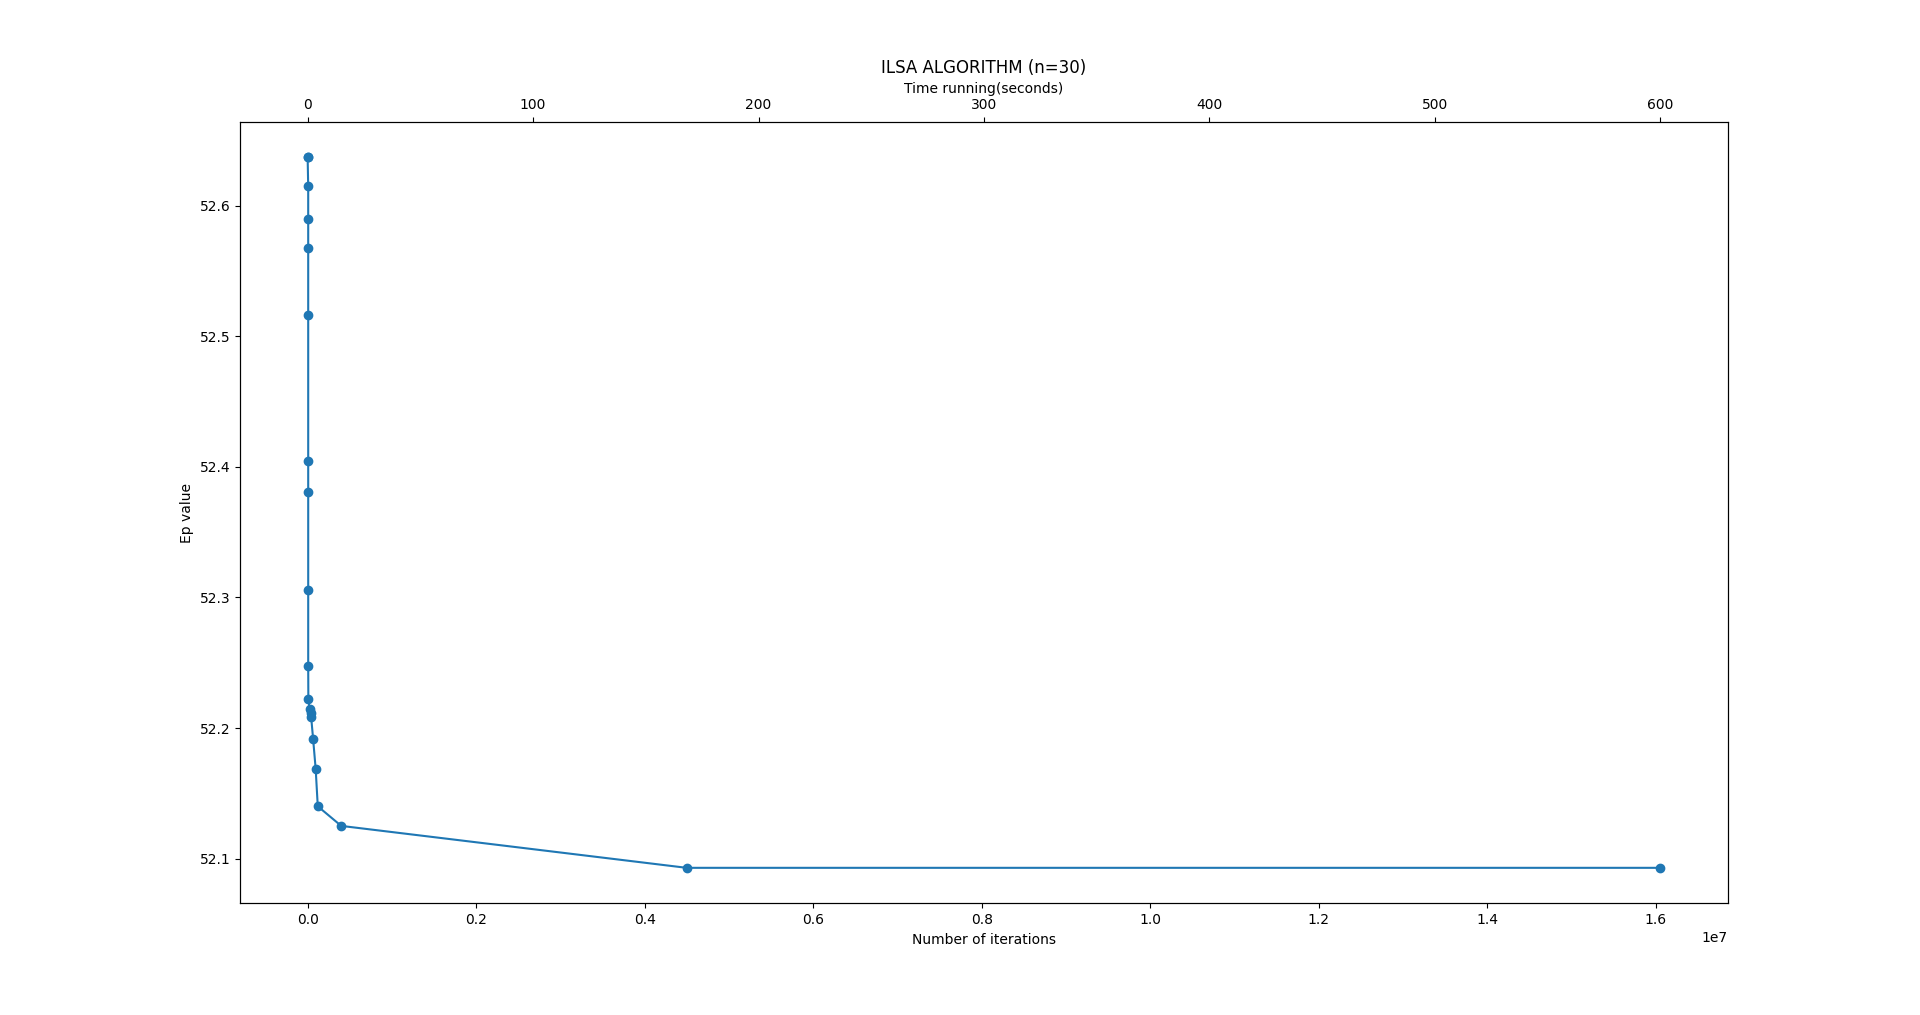 ILSA ALGORITHM (n=30)
Time running(seconds)
0 100 200 300 400 500 600
52.6
52.5
52.4
52.3
52.2
52.1
Ep value
0.0 0.2 0.4 0.6 0.8 1.0 1.2 1.4 1.6
Number of iterations
1e7